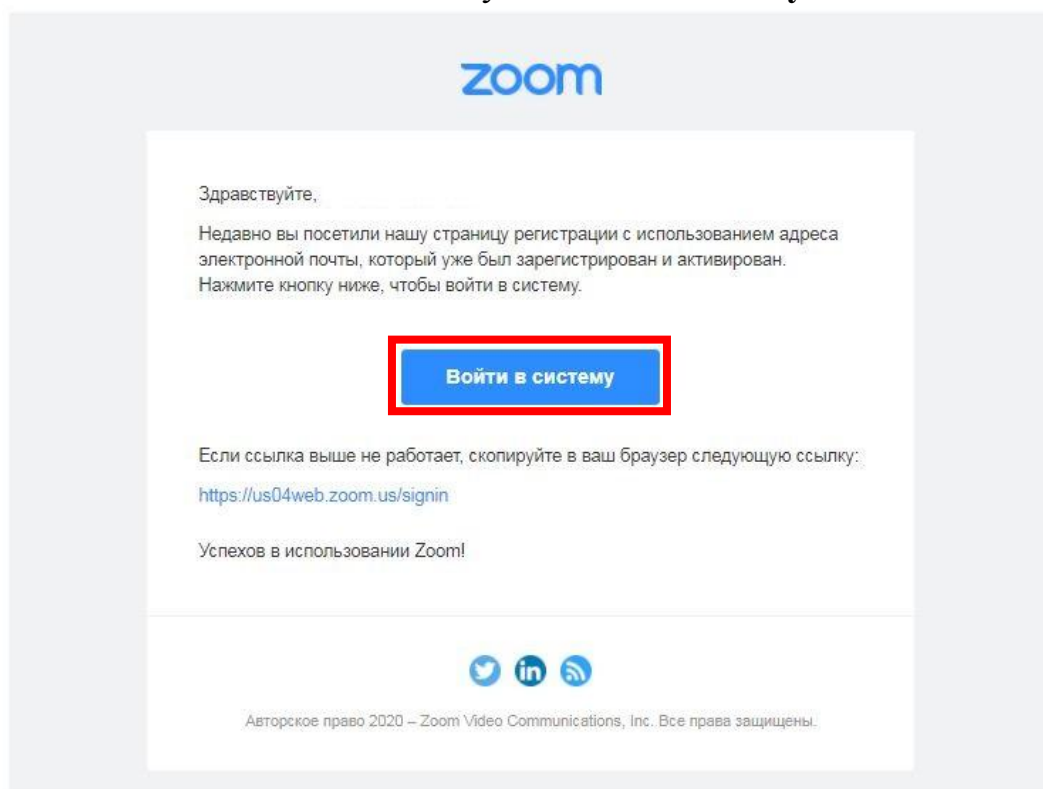 zoom
Здравствуйте,
Недавно вы посетили нашу страницу регистрации с использованием адреса
электронной почты, который уже был зарегистрирован и активирован.
Нажмите кнопку ниже, чтобы войти в систему.
Войти в систему
Если ссылка выше не работает, скопируйте в ваш браузер следующую ссылку:
https://us04web.zoom.us/signin
Успехов в использовании Zoom!
in
Авторское право 2020 – Zoom Video Communications, Inc. Все права защищены.